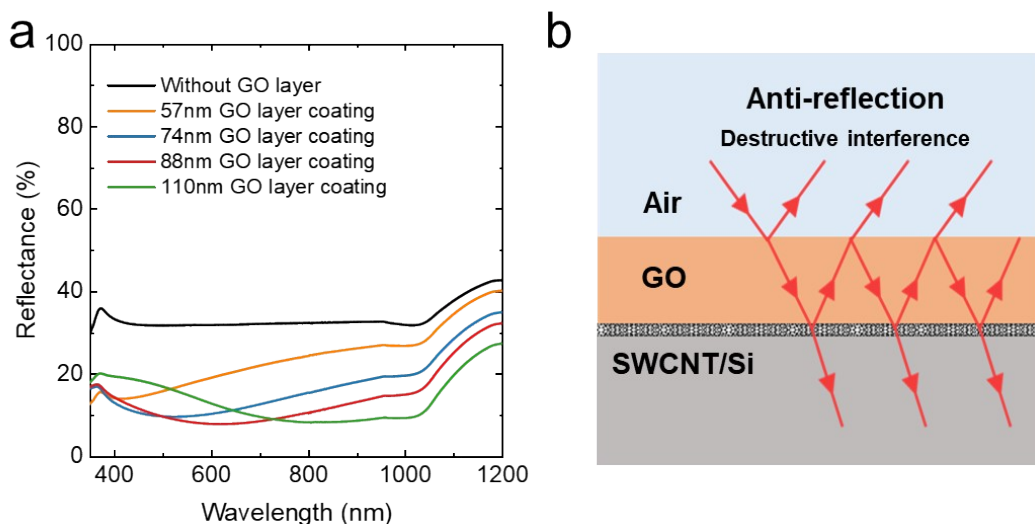 a
100
80
60
40
20
0
Reflectance (%)
Without GO layer
57nm GO layer coating
74nm GO layer coating
88nm GO layer coating
110nm GO layer coating
400
600
800
1000
1200
Wavelength (nm)
b
Anti-reflection
Destructive interference
Air
GO
SWCNT/Si